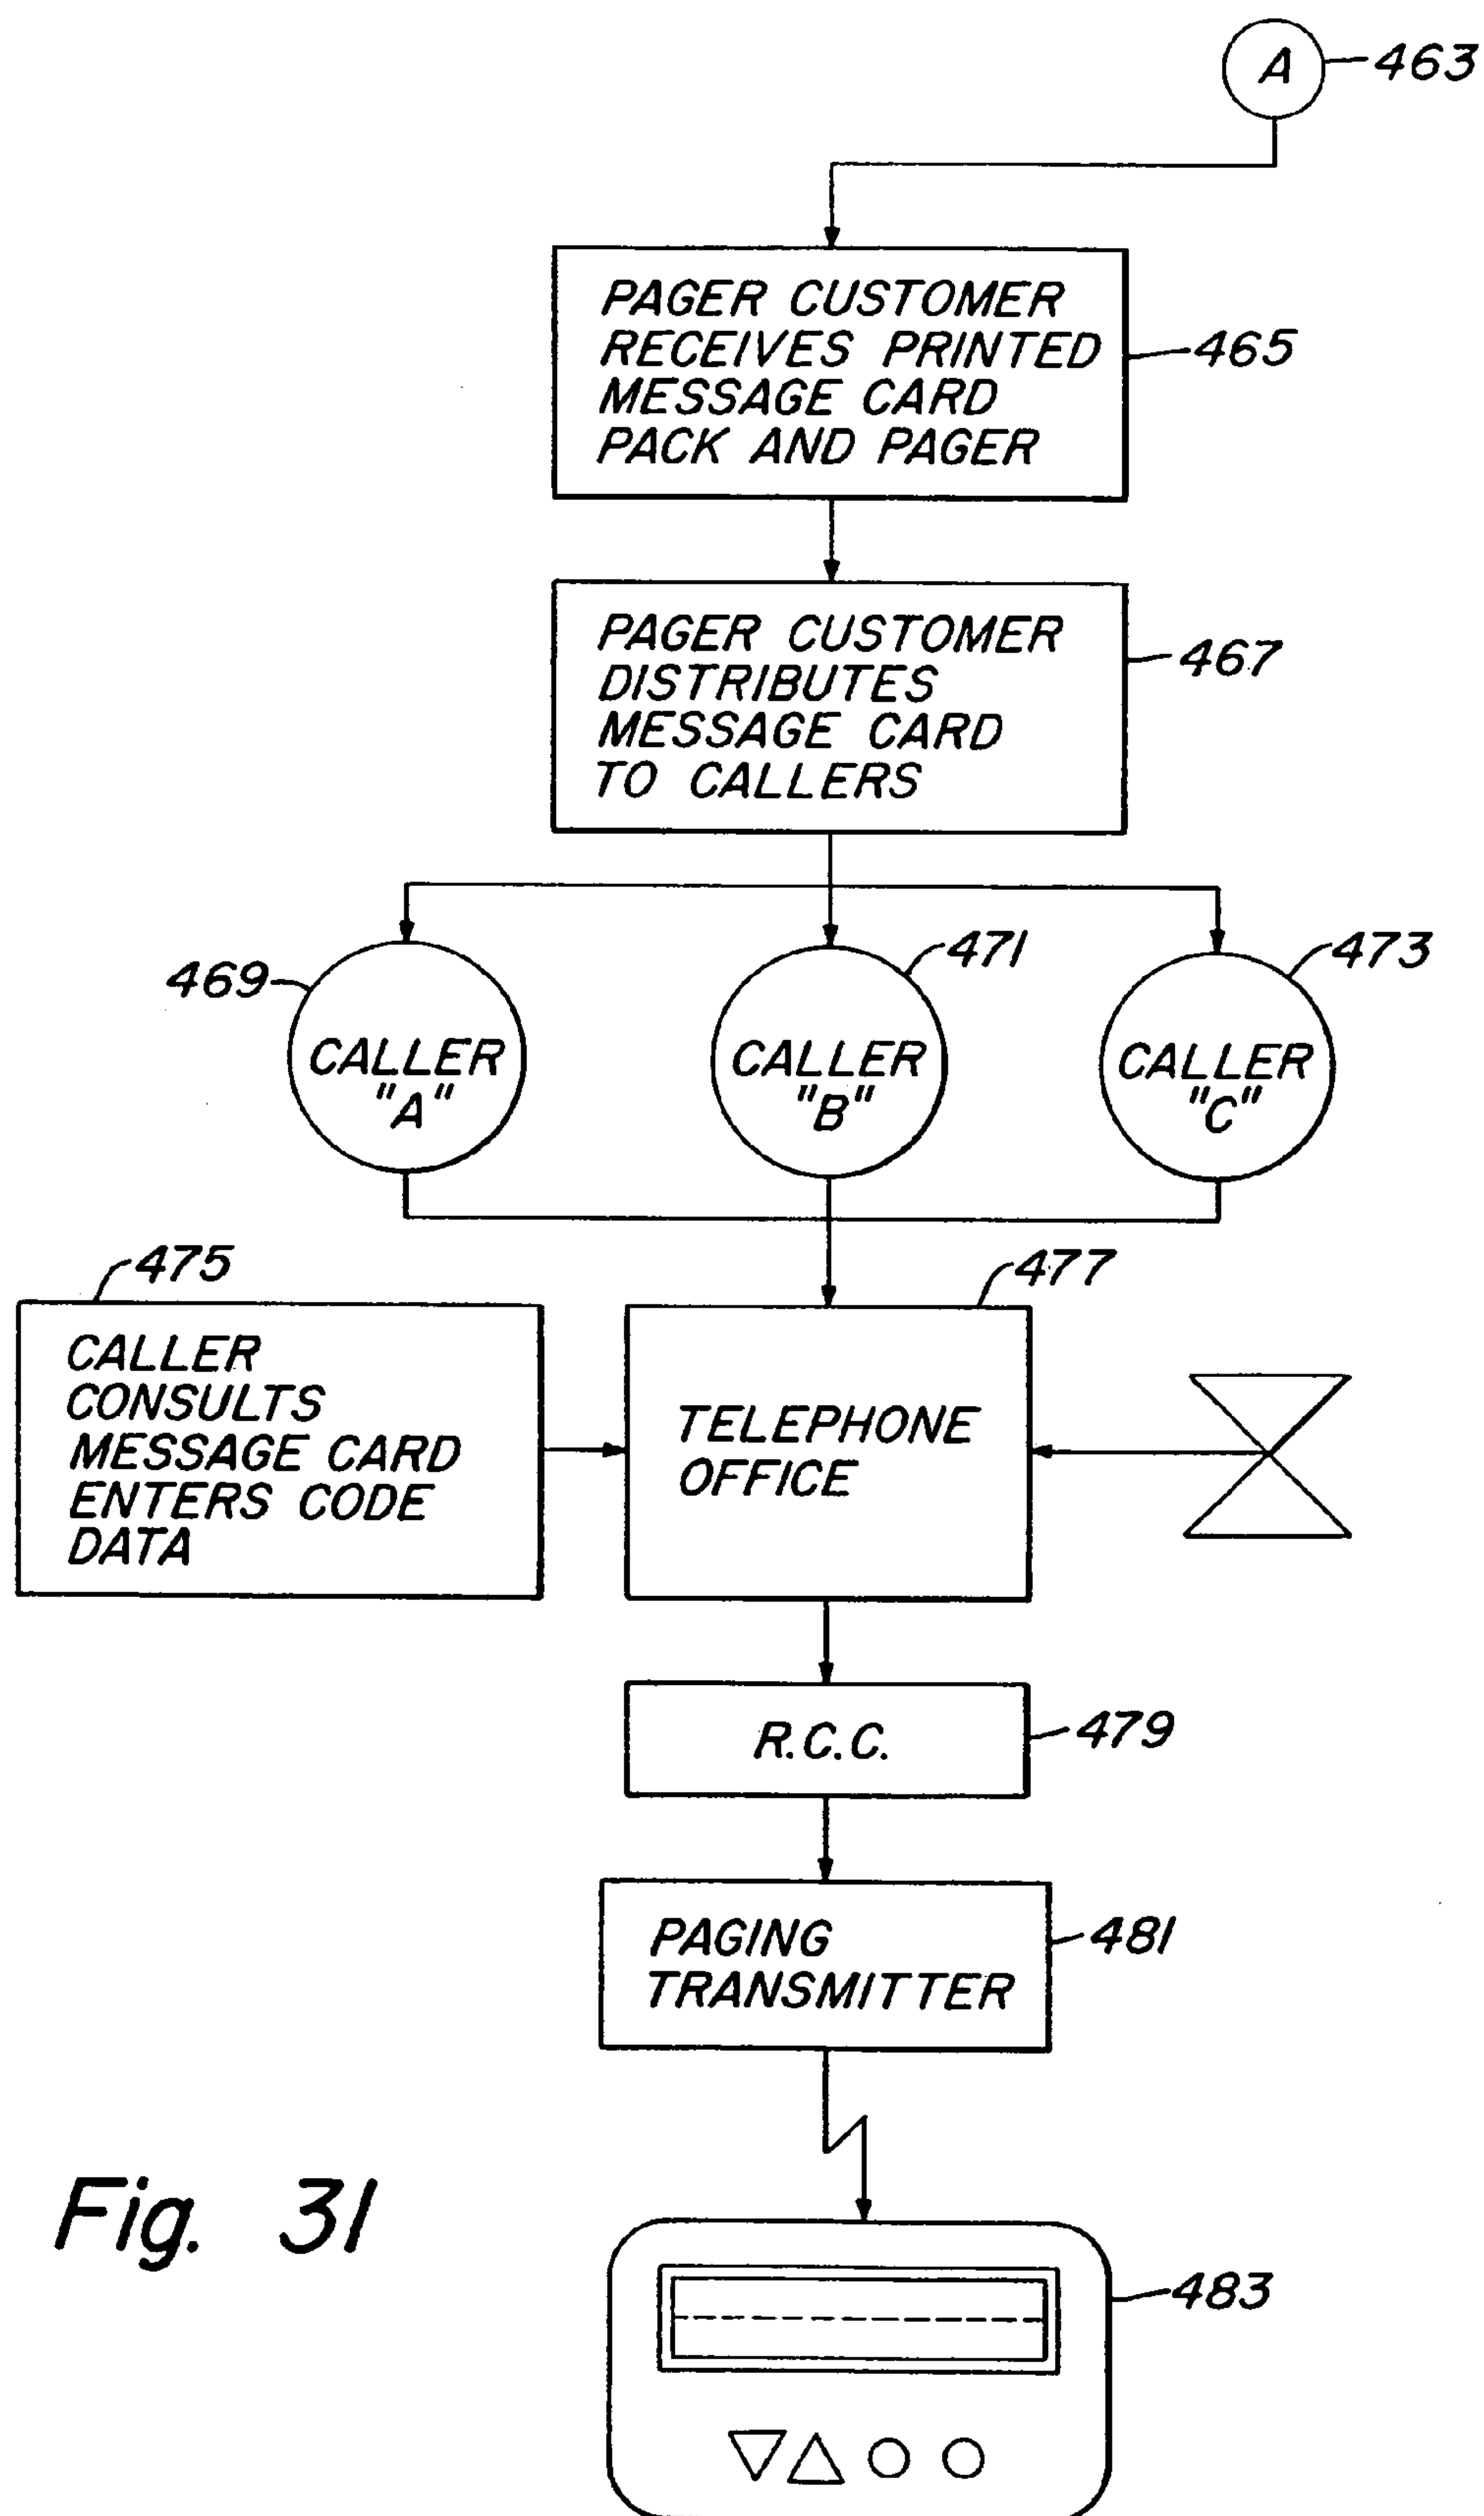 A
463
PAGER CUSTOMER
RECEIVES PRINTED
MESSAGE CARD
PACK AND PAGER
465
PAGER CUSTOMER
DISTRIBUTES
MESSAGE CARD
TO CALLERS
467
469
CALLER
"A"
471
CALLER
"B"
473
CALLER
"C"
475
CALLER
CONSULTS
MESSAGE CARD
ENTERS CODE
DATA
477
TELEPHONE
OFFICE
R.C.C.
479
PAGING
TRANSMITTER
481
Fig. 31
483